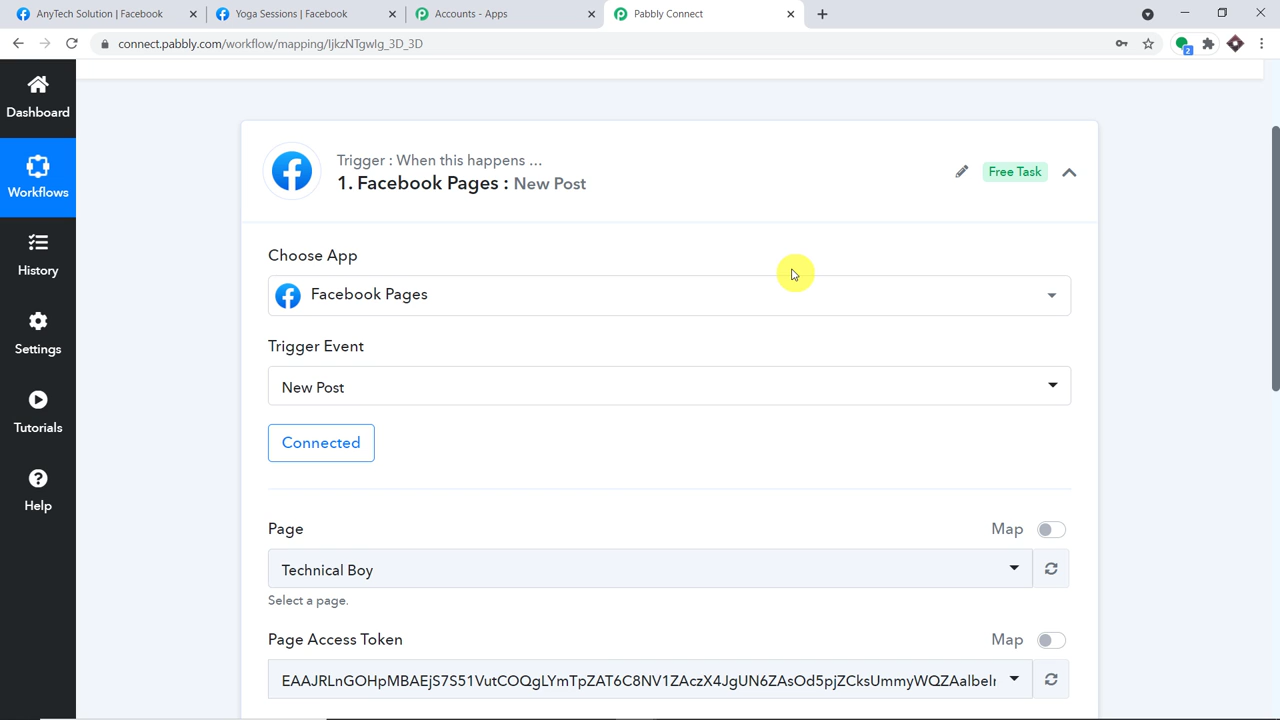 AnyTech Solution | Facebook
Yoga Sessions | Facebook
Accounts - Apps
Pabbly Connect
connect.pabbly.com/workflow/mapping/IjkzNTgwIg_3D_3D
2
Dashboard
Workflows
History
Settings
Tutorials
Help
Trigger : When this happens ...
1. Facebook Pages : New Post
Free Task
Choose App
Facebook Pages
Trigger Event
New Post
Connected
Page
Map
Technical Boy
Select a page.
Page Access Token
Map